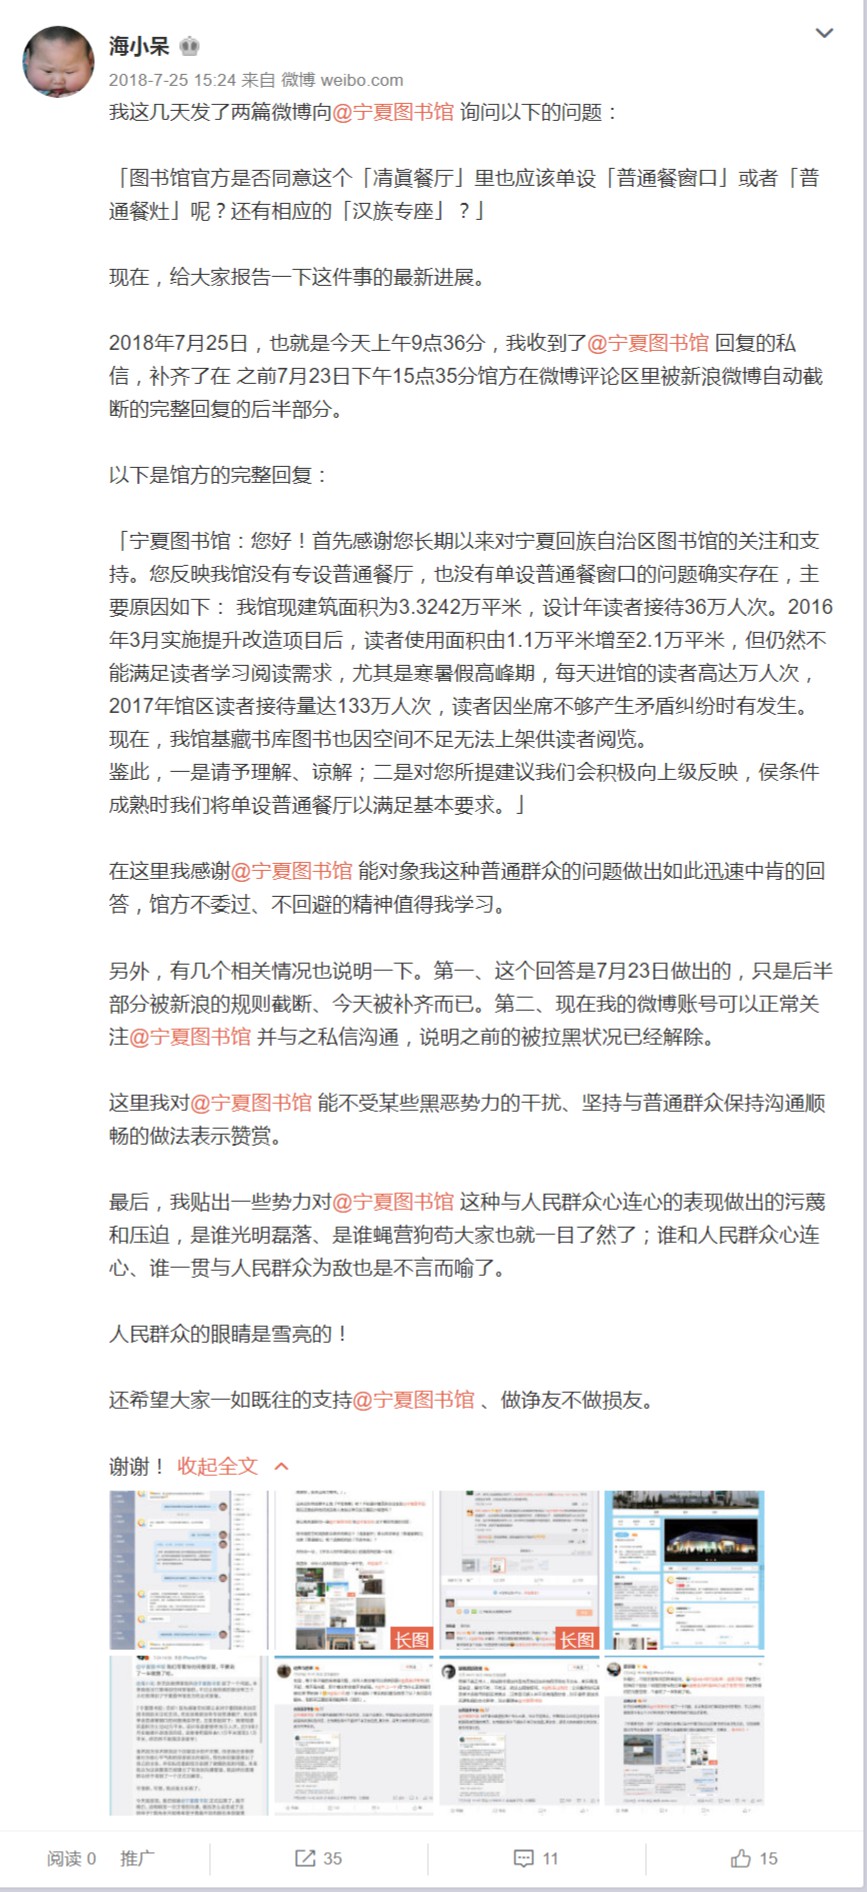 海小呆
2018-7-25 15:24 来自 微博 weibo.com
我这几天发了两篇微博向@宁夏图书馆 询问以下的问题：
「图书馆官方是否同意这个「清眞餐厅」里也应该单设「普通餐窗口」或者「普
通餐灶」呢？还有相应的「汉族专座」？」
现在，给大家报告一下这件事的最新进展。
2018年7月25日，也就是今天上午9点36分，我收到了@宁夏图书馆 回复的私
信，补齐了在 之前7月23日下午15点35分馆方在微博评论区里被新浪微博自动截
断的完整回复的后半部分。
以下是馆方的完整回复：
「宁夏图书馆：您好！首先感谢您长期以来对宁夏回族自治区图书馆的关注和支
持。您反映我馆没有专设普通餐厅，也没有单设普通餐窗口的问题确实存在，主
要原因如下： 我馆现建筑面积为3.3242万平米，设计年读者接待36万人次。2016
年3月实施提升改造项目后，读者使用面积由1.1万平米增至2.1万平米，但仍然不
能满足读者学习阅读需求，尤其是寒暑假高峰期，每天进馆的读者高达万人次，
2017年馆区读者接待量达133万人次，读者因坐席不够产生矛盾纠纷时有发生。
现在，我馆基藏书库图书也因空间不足无法上架供读者阅览。
鉴此，一是请予理解、谅解；二是对您所提建议我们会积极向上级反映，侯条件
成熟时我们将单设普通餐厅以满足基本要求。」
在这里我感谢@宁夏图书馆 能对象我这种普通群众的问题做出如此迅速中肯的回
答，馆方不委过、不回避的精神值得我学习。
另外，有几个相关情况也说明一下。第一、这个回答是7月23日做出的，只是后半
部分被新浪的规则截断、今天被补齐而已。第二、现在我的微博账号可以正常关
注@宁夏图书馆 并与之私信沟通，说明之前的被拉黑状况已经解除。
这里我对@宁夏图书馆 能不受某些黑恶势力的干扰、坚持与普通群众保持沟通顺
畅的做法表示赞赏。
最后，我贴出一些势力对@宁夏图书馆 这种与人民群众心连心的表现做出的污蔑
和压迫，是谁光明磊落、是谁蝇营狗苟大家也就一目了然了；谁和人民群众心连
心、谁一贯与人民群众为敌也是不言而喻了。
人民群众的眼睛是雪亮的！
还希望大家一如既往的支持@宁夏图书馆 、做诤友不做损友。
谢谢！ 收起全文
长图
长图
阅读 0 推广 35 11 15